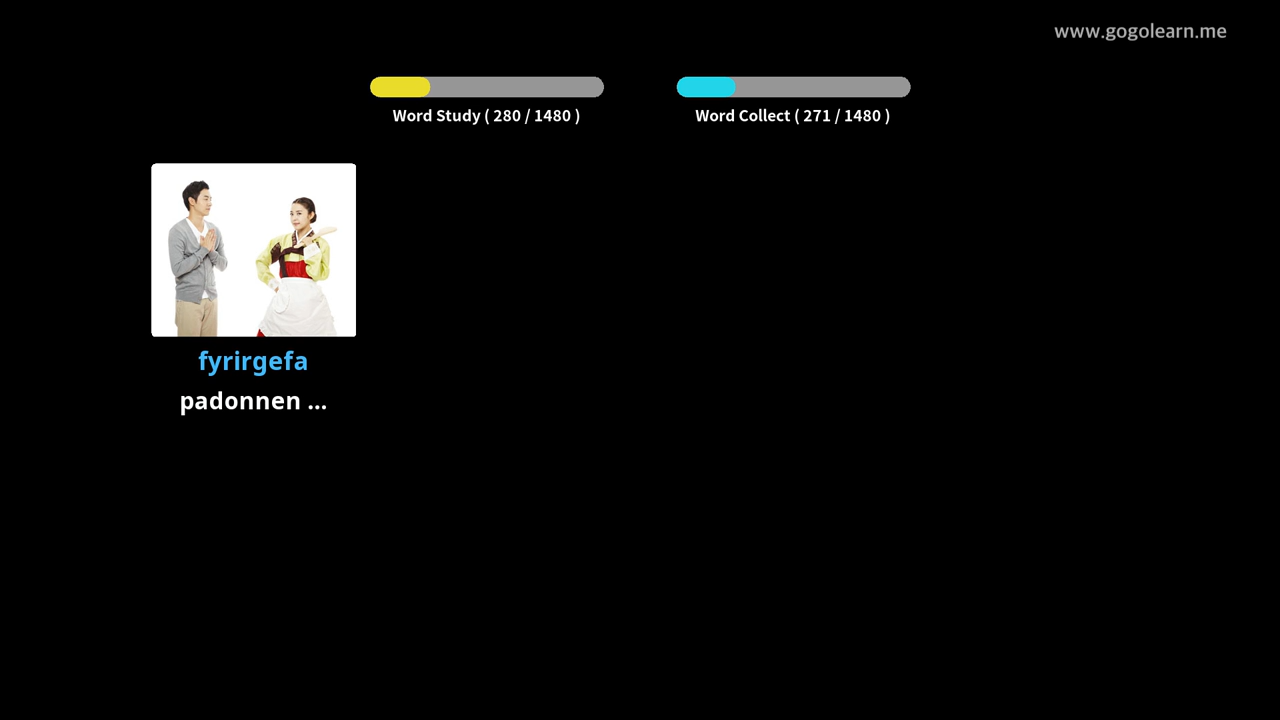 www.gogolearn.me
Word Study ( 280 / 1480 )
Word Collect ( 271 / 1480 )
fyrirgefa
padonnen ...